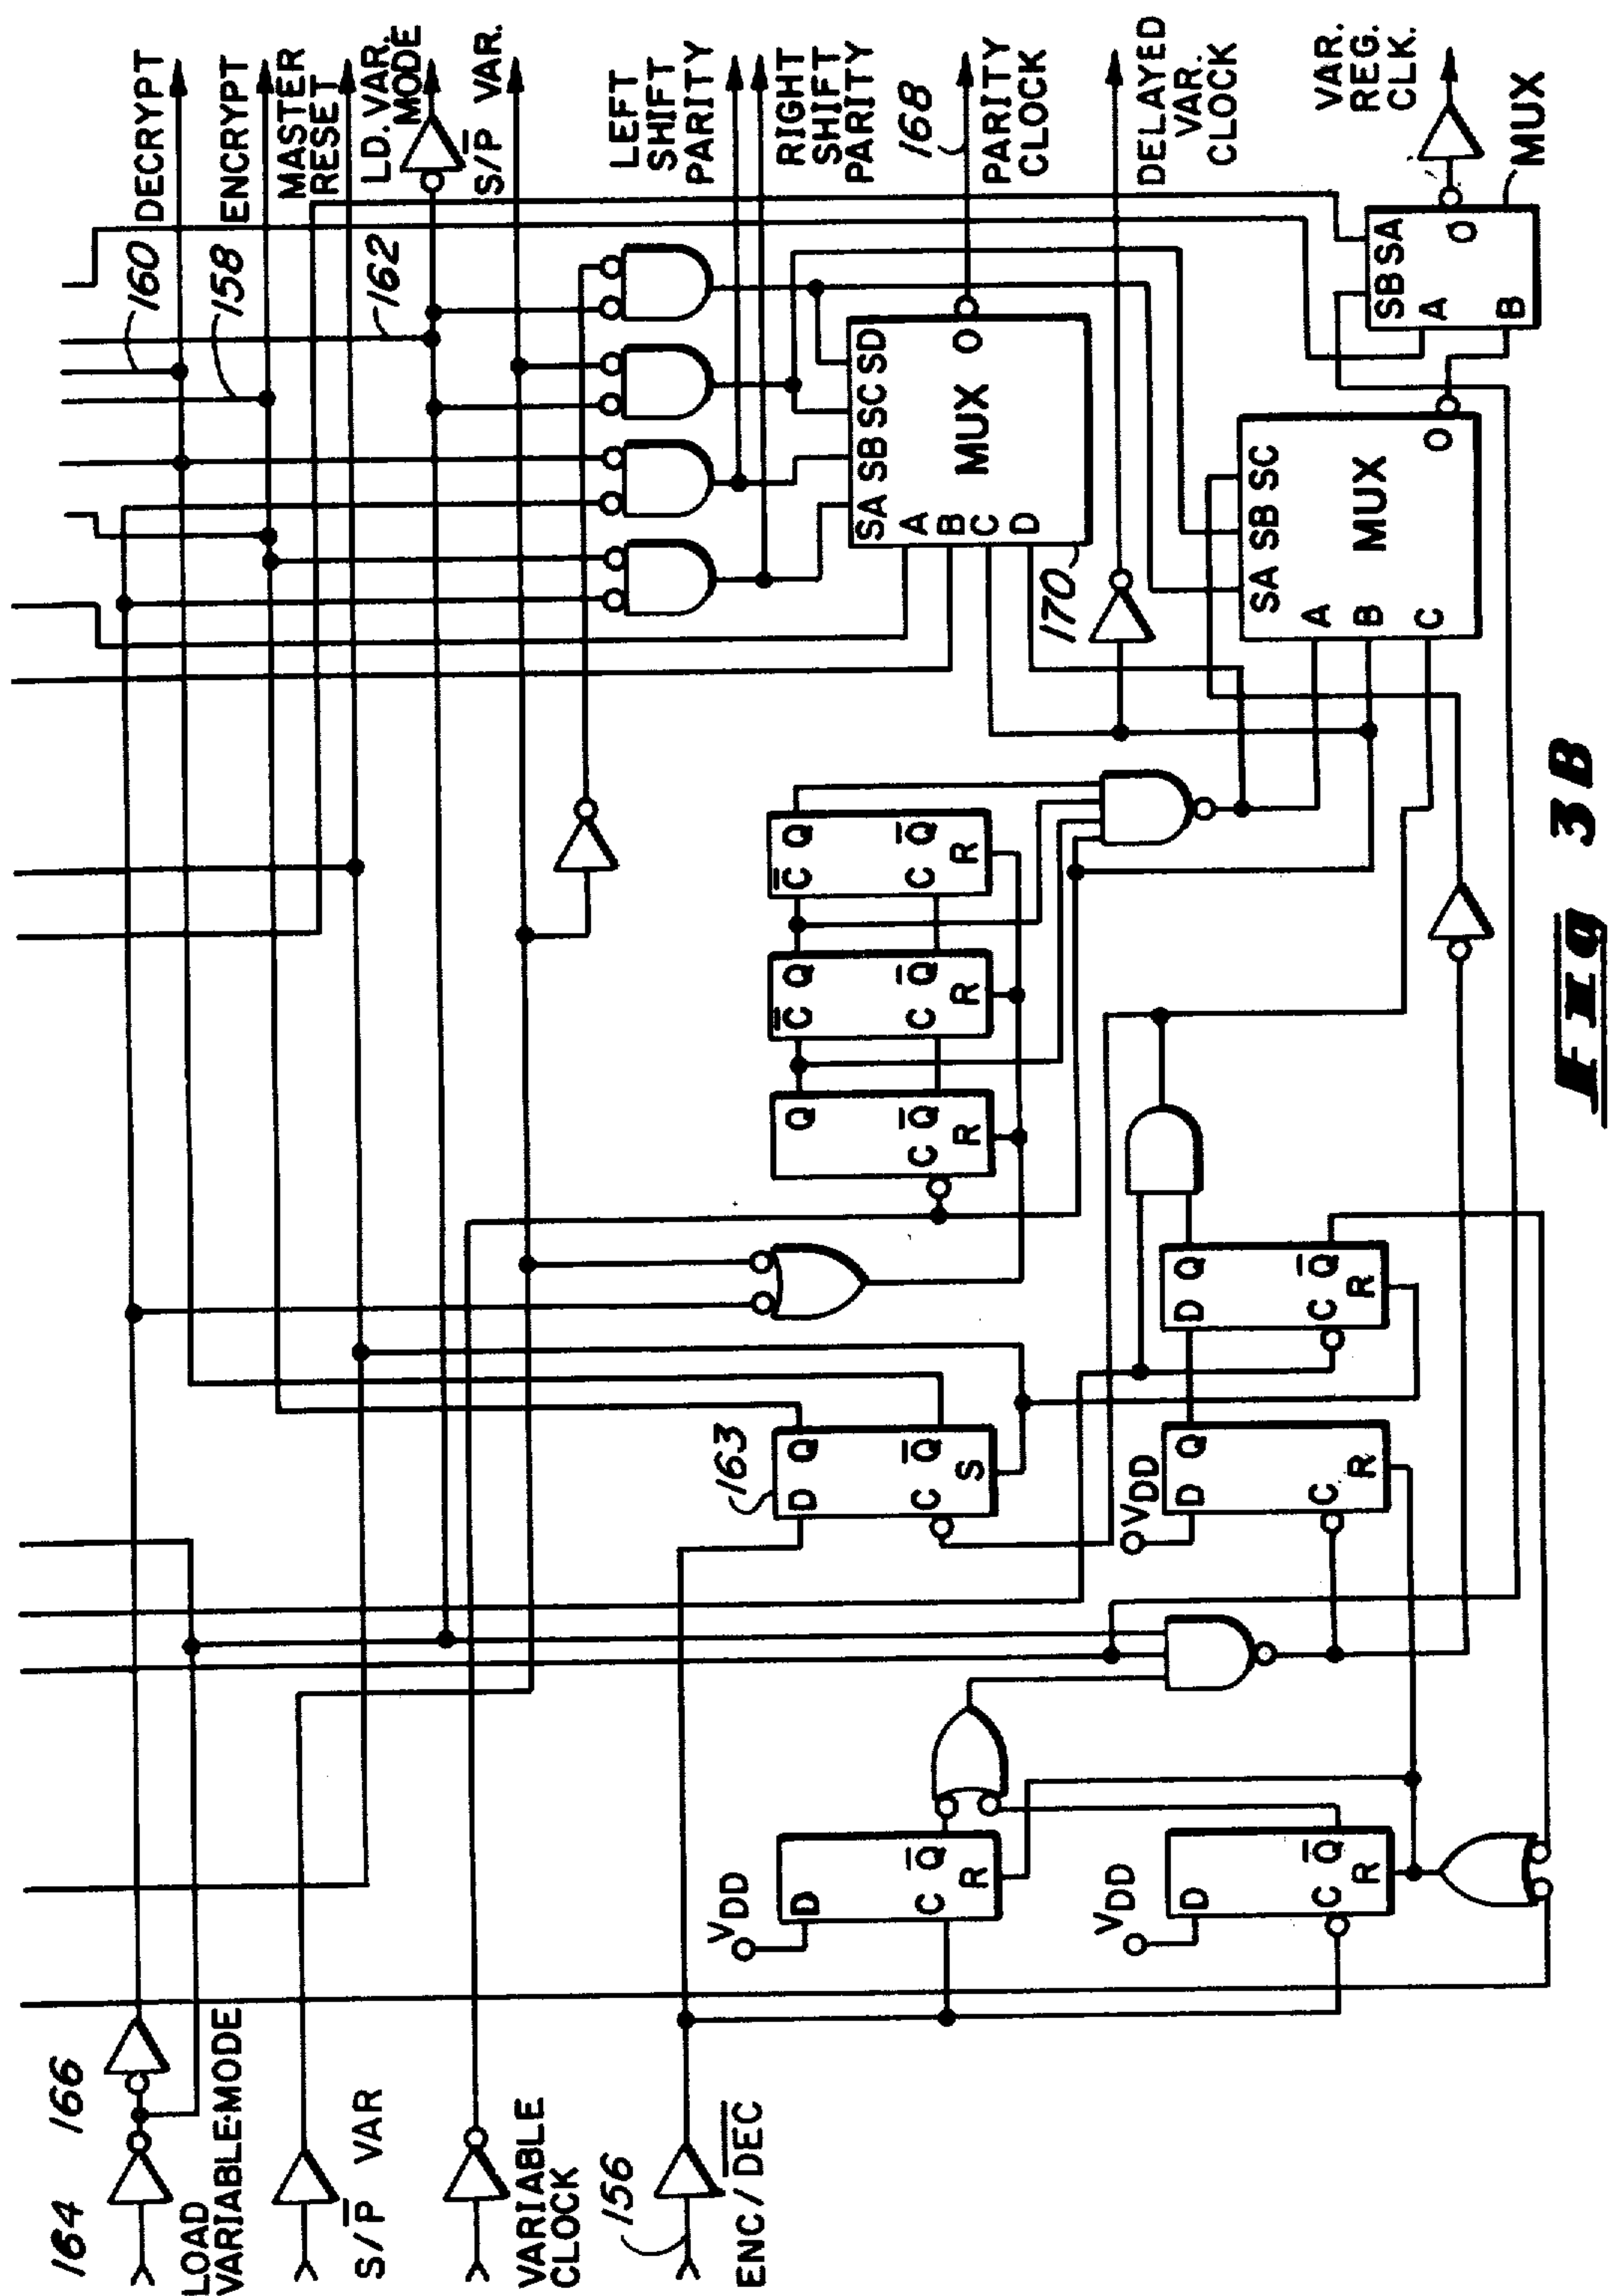 DECRYPT
160
ENCRYPT
158
MASTER
RESET
LD. VAR.
MODE
162
S/P̅ VAR.
LEFT
SHIFT
PARITY
RIGHT
SHIFT
PARITY
168
PARITY
CLOCK
DELAYED
VAR.
CLOCK
VAR.
REG.
CLK.
MUX
SB SA
A
B
O
SA SB SC SD
A
B
C
D
MUX
O
170
SA SB SC
A
B
C
MUX
O
C̅ Q
C Q̅
R
C̅ Q
C Q̅
R
Q
C Q̅
R
163
D Q
C Q̅
S
D Q
C Q̅
R
VDD
D Q
C
R
VDD
D
C Q̅
R
VDD
D
C Q̅
R
164
166
LOAD
VARIABLE-MODE
S/P̅ VAR
VARIABLE
CLOCK
156
ENC/D̅E̅C̅
Fig 3B